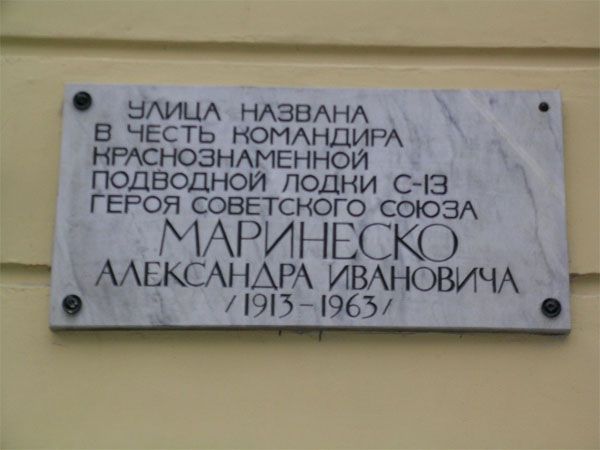 УЛИЦА НАЗВАНА
В ЧЕСТЬ КОМАНДИРА
КРАСНОЗНАМЕННОЙ
ПОДВОДНОЙ ЛОДКИ С-13
ГЕРОЯ СОВЕТСКОГО СОЮЗА
МАРИНЕСКО
АЛЕКСАНДРА ИВАНОВИЧА
/1913-1963/